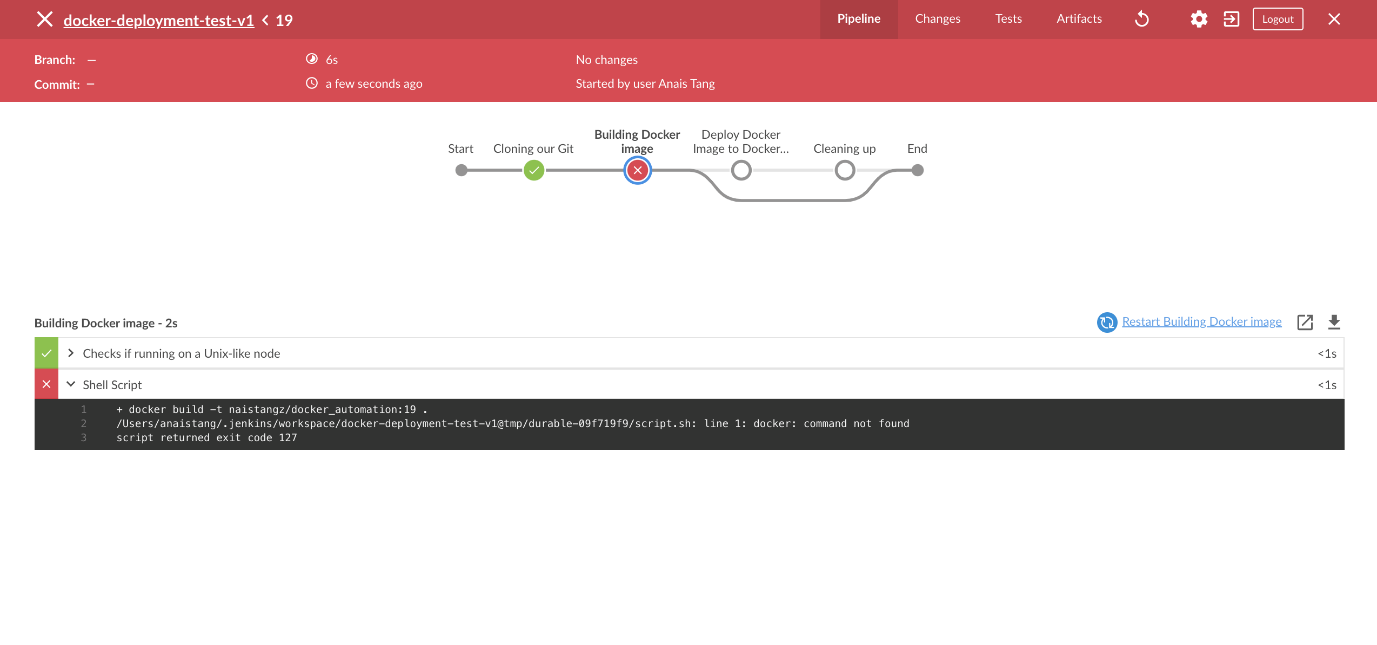 docker-deployment-test-v1 < 19
Pipeline
Changes
Tests
Artifacts
Logout
Branch: —
6s
No changes
Commit: —
a few seconds ago
Started by user Anais Tang
Start
Cloning our Git
Building Docker
image
Deploy Docker
Image to Docker...
Cleaning up
End
Building Docker image - 2s
Restart Building Docker image
Checks if running on a Unix-like node
<1s
Shell Script
<1s
1 + docker build -t naistangz/docker_automation:19 .
2 /Users/anaistang/.jenkins/workspace/docker-deployment-test-v1@tmp/durable-09f719f9/script.sh: line 1: docker: command not found
3 script returned exit code 127